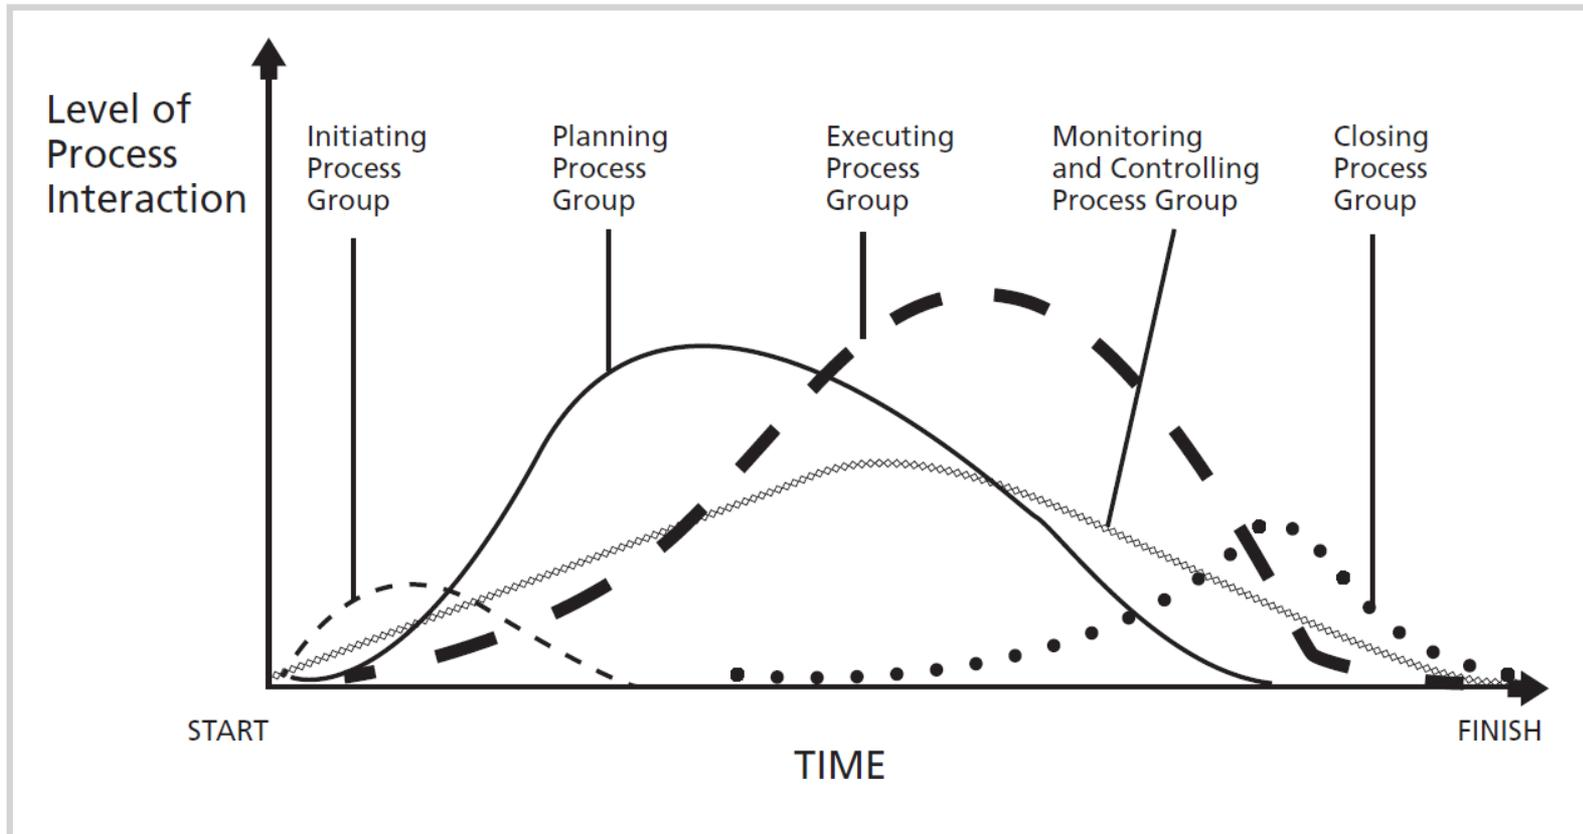 Level of
Process
Interaction
Initiating
Process
Group
Planning
Process
Group
Executing
Process
Group
Monitoring
and Controlling
Process Group
Closing
Process
Group
START
FINISH
TIME